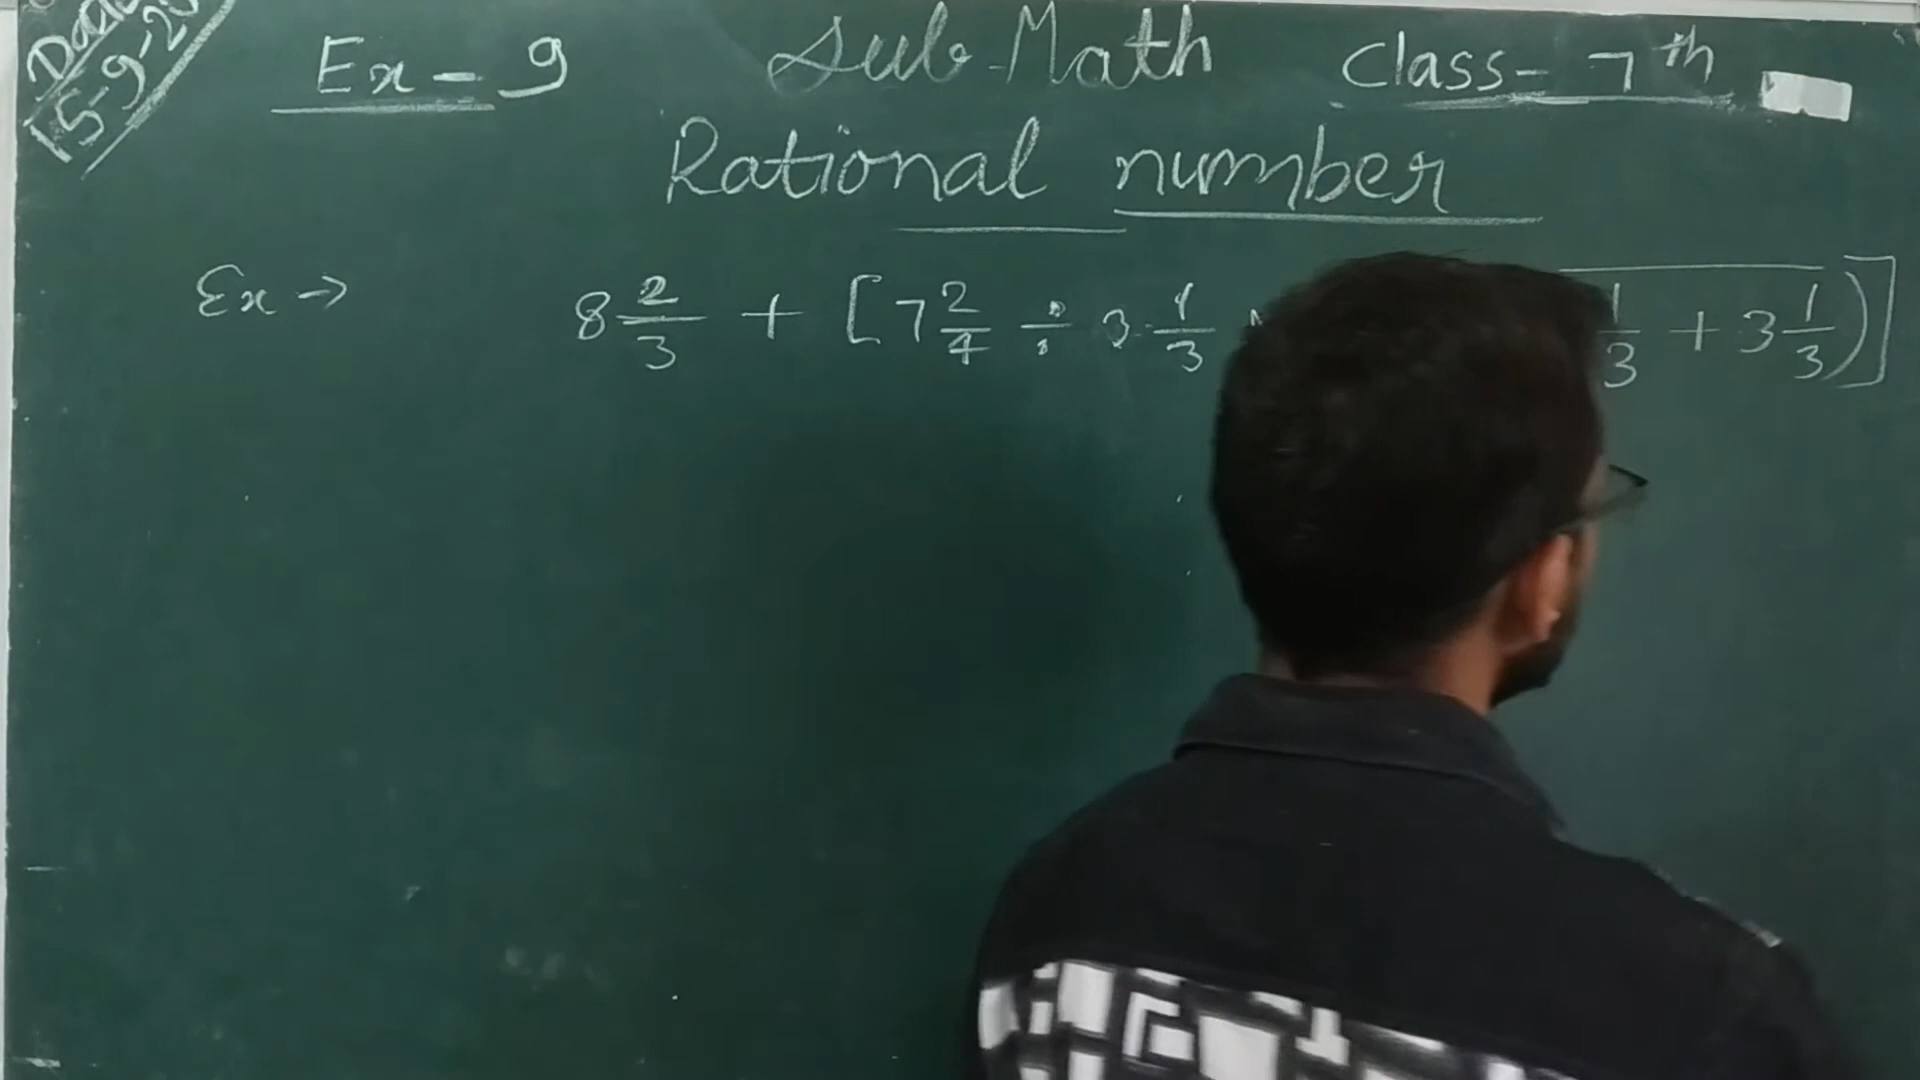 Ex - 9 Sub-Math Class- 7th
15-9-2
Rational number
Ex → 8 2/3 + [7 2/4 ÷ 3 1/3 1/3 + 3 1/3)]